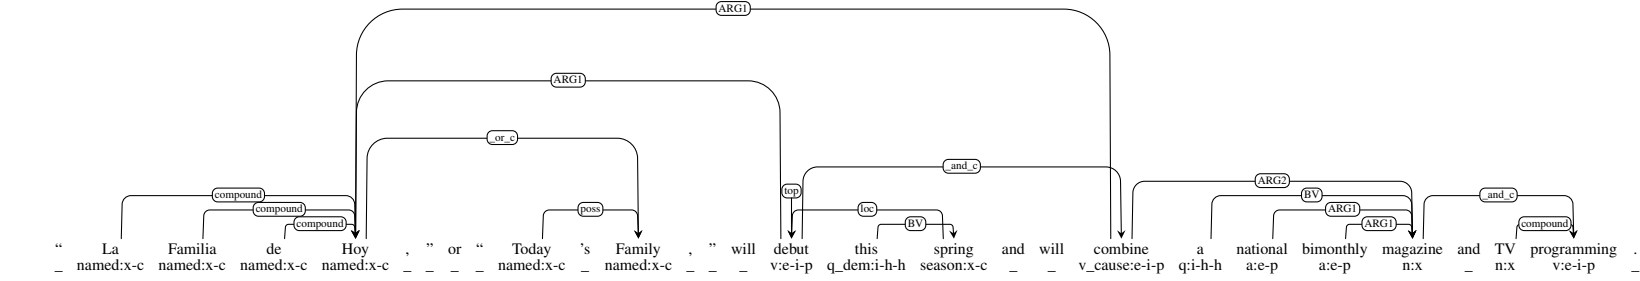 ARG1
ARG1
_or_c
_and_c
ARG2
top
compound BV _and_c
compound poss loc ARG1
compound BV ARG1 compound
“ La Familia de Hoy , ” or “ Today ’s Family , ” will debut this spring and will combine a national bimonthly magazine and TV programming .
_ named:x-c named:x-c named:x-c named:x-c _ _ _ _ named:x-c _ named:x-c _ _ _ v:e-i-p q_dem:i-h-h season:x-c _ _ v_cause:e-i-p q:i-h-h a:e-p a:e-p n:x _ n:x v:e-i-p _